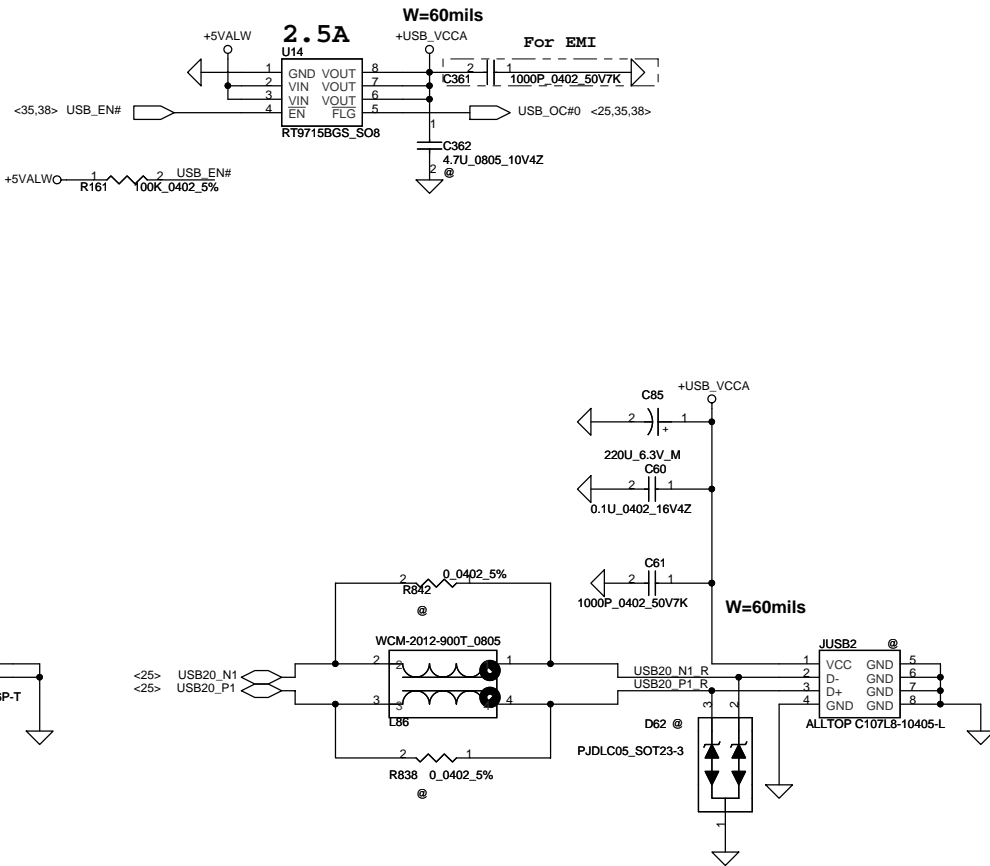 W=60mils
+5VALW
2.5A
+USB_VCCA
For EMI
U14
1 GND VOUT 8
2 VIN VOUT 7
3 VIN VOUT 6
4 EN FLG 5
2 1
C361 1000P_0402_50V7K
<35,38> USB_EN#
USB_OC#0 <25,35,38>
RT9715BGS_SO8
1
C362
4.7U_0805_10V4Z
2 @
+5VALW 1 2 USB_EN#
R161 100K_0402_5%
+USB_VCCA
C85
2 1
+
220U_6.3V_M
C60
2 1
0.1U_0402_16V4Z
C61
2 1
1000P_0402_50V7K
W=60mils
2 0_0402_5% 1
R842
@
WCM-2012-900T_0805
2 2 1
3 3 4
L86
<25> USB20_N1
<25> USB20_P1
USB20_N1_R
USB20_P1_R
JUSB2 @
1 VCC GND 5
2 D- GND 6
3 D+ GND 7
4 GND GND 8
ALLTOP C107L8-10405-L
D62 @
3 2
PJDLC05_SOT23-3
1
2 1
R838 0_0402_5%
@
P-T